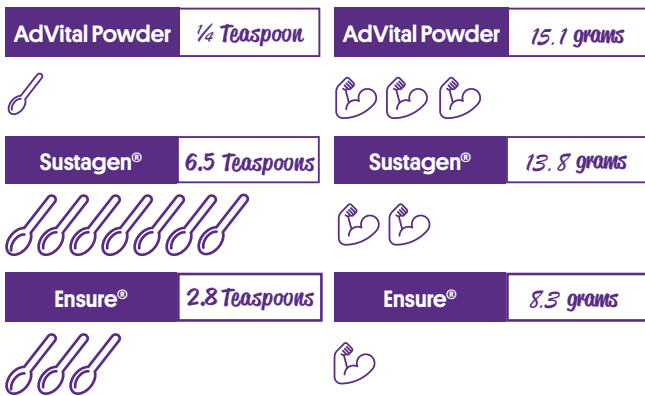 AdVital Powder ¼ Teaspoon AdVital Powder 15.1 grams
Sustagen® 6.5 Teaspoons Sustagen® 13.8 grams
Ensure® 2.8 Teaspoons Ensure® 8.3 grams